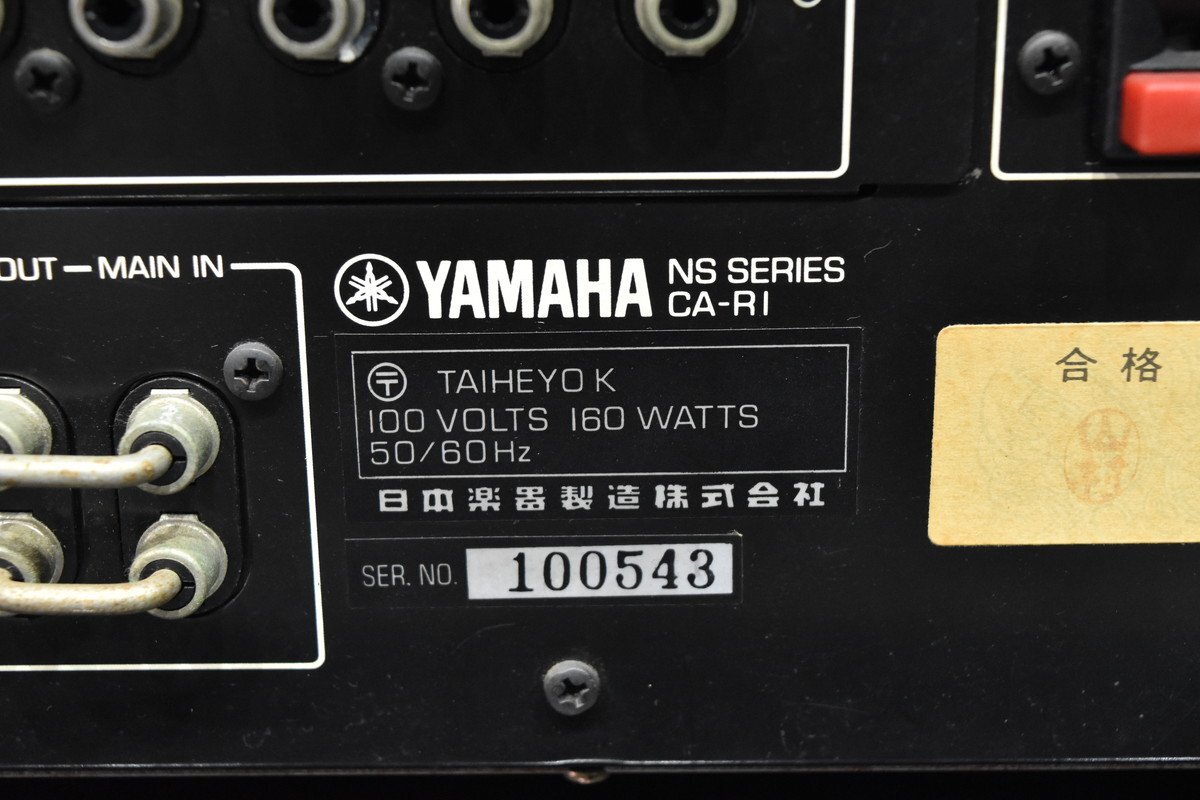 OUT — MAIN IN
YAMAHA NS SERIES
CA-R1
〒 TAIHEYO K
100 VOLTS 160 WATTS
50/60Hz
日本楽器製造株式会社
SER. NO. 100543
合格